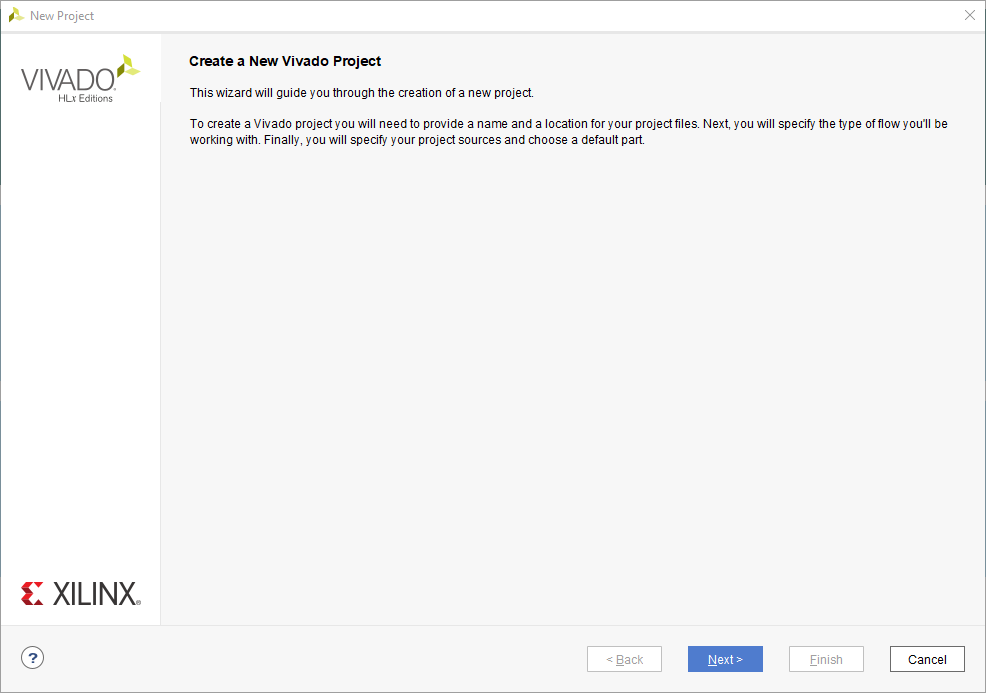 New Project
VIVADO.
HLx Editions
Create a New Vivado Project
This wizard will guide you through the creation of a new project.
To create a Vivado project you will need to provide a name and a location for your project files. Next, you will specify the type of flow you'll be
working with. Finally, you will specify your project sources and choose a default part.
XILINX®
?
< Back
Next >
Finish
Cancel